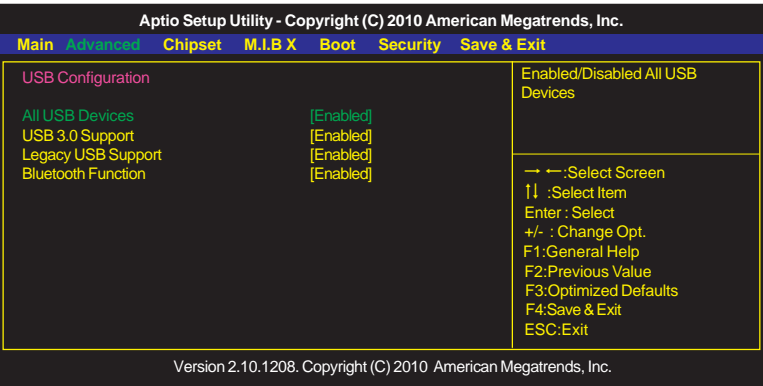 Aptio Setup Utility - Copyright (C) 2010 American Megatrends, Inc.
Main Advanced Chipset M.I.B X Boot Security Save & Exit
USB Configuration
All USB Devices [Enabled]
USB 3.0 Support [Enabled]
Legacy USB Support [Enabled]
Bluetooth Function [Enabled]
Enabled/Disabled All USB
Devices
→ ←:Select Screen
↑↓ :Select Item
Enter : Select
+/- : Change Opt.
F1:General Help
F2:Previous Value
F3:Optimized Defaults
F4:Save & Exit
ESC:Exit
Version 2.10.1208. Copyright (C) 2010 American Megatrends, Inc.